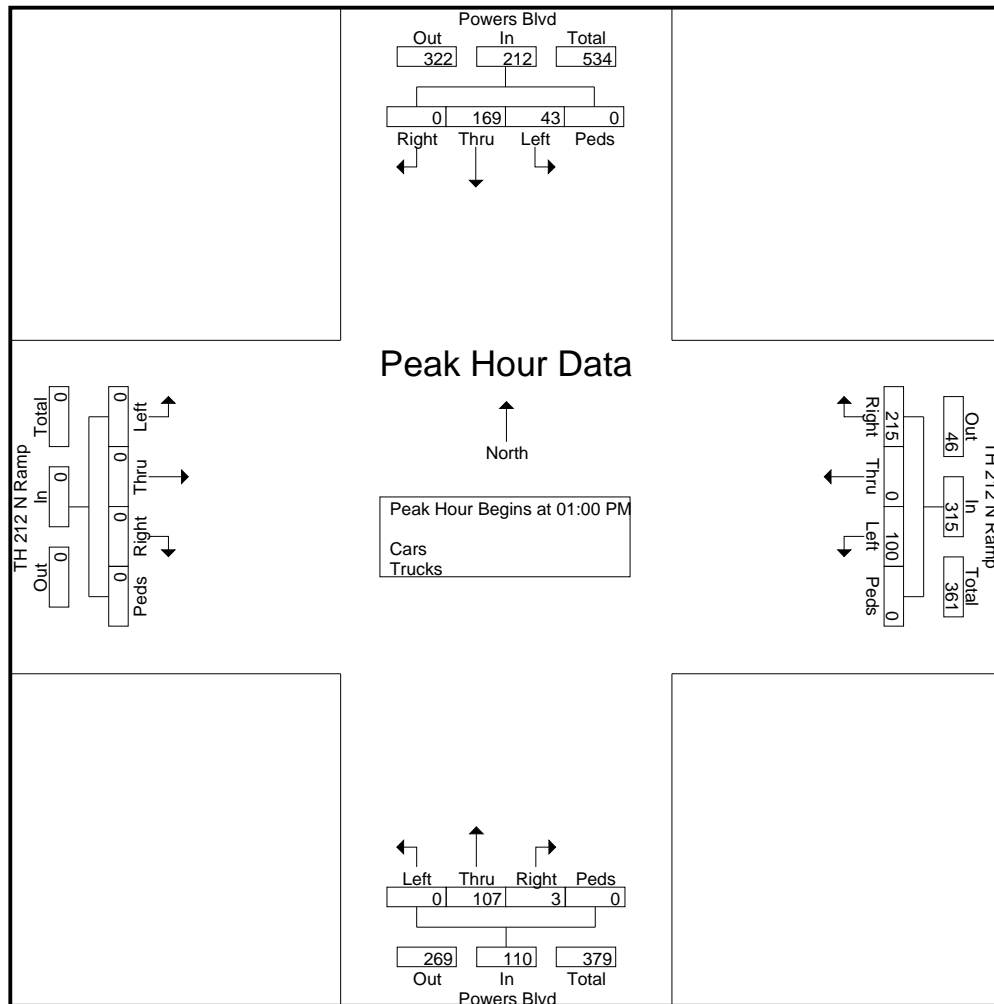 Powers Blvd
Out In Total
322 212 534
0 169 43 0
Right Thru Left Peds
Peak Hour Data
North
Peak Hour Begins at 01:00 PM
Cars
Trucks
TH 212 N Ramp
Total In Out
0 0 0
0 0 0 0
Left Thru Right Peds
TH 212 N Ramp
Out In Total
46 315 361
215 0 100 0
Right Thru Left Peds
Left Thru Right Peds
0 107 3 0
269 110 379
Out In Total
Powers Blvd